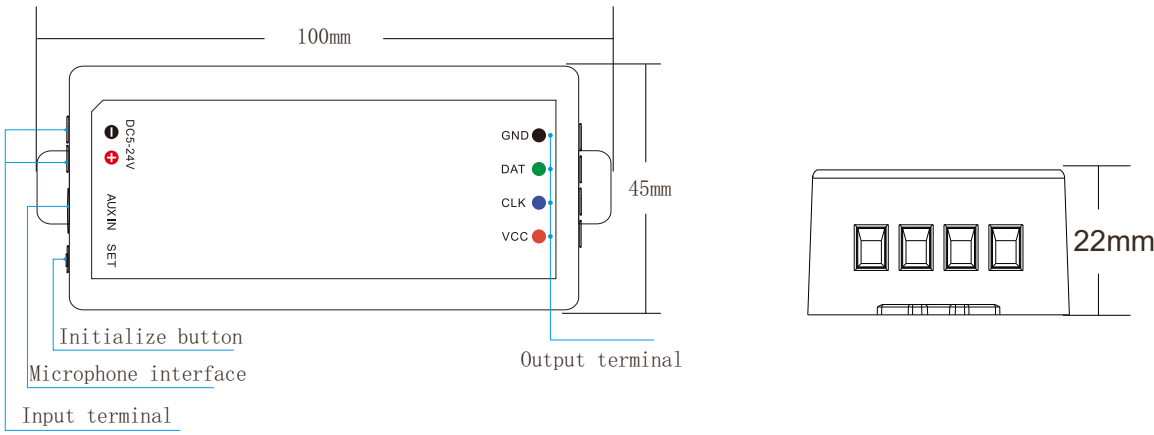 100mm
DC5-24V
AUX IN
SET
GND
DAT
CLK
VCC
45mm
22mm
Initialize button
Microphone interface
Input terminal
Output terminal